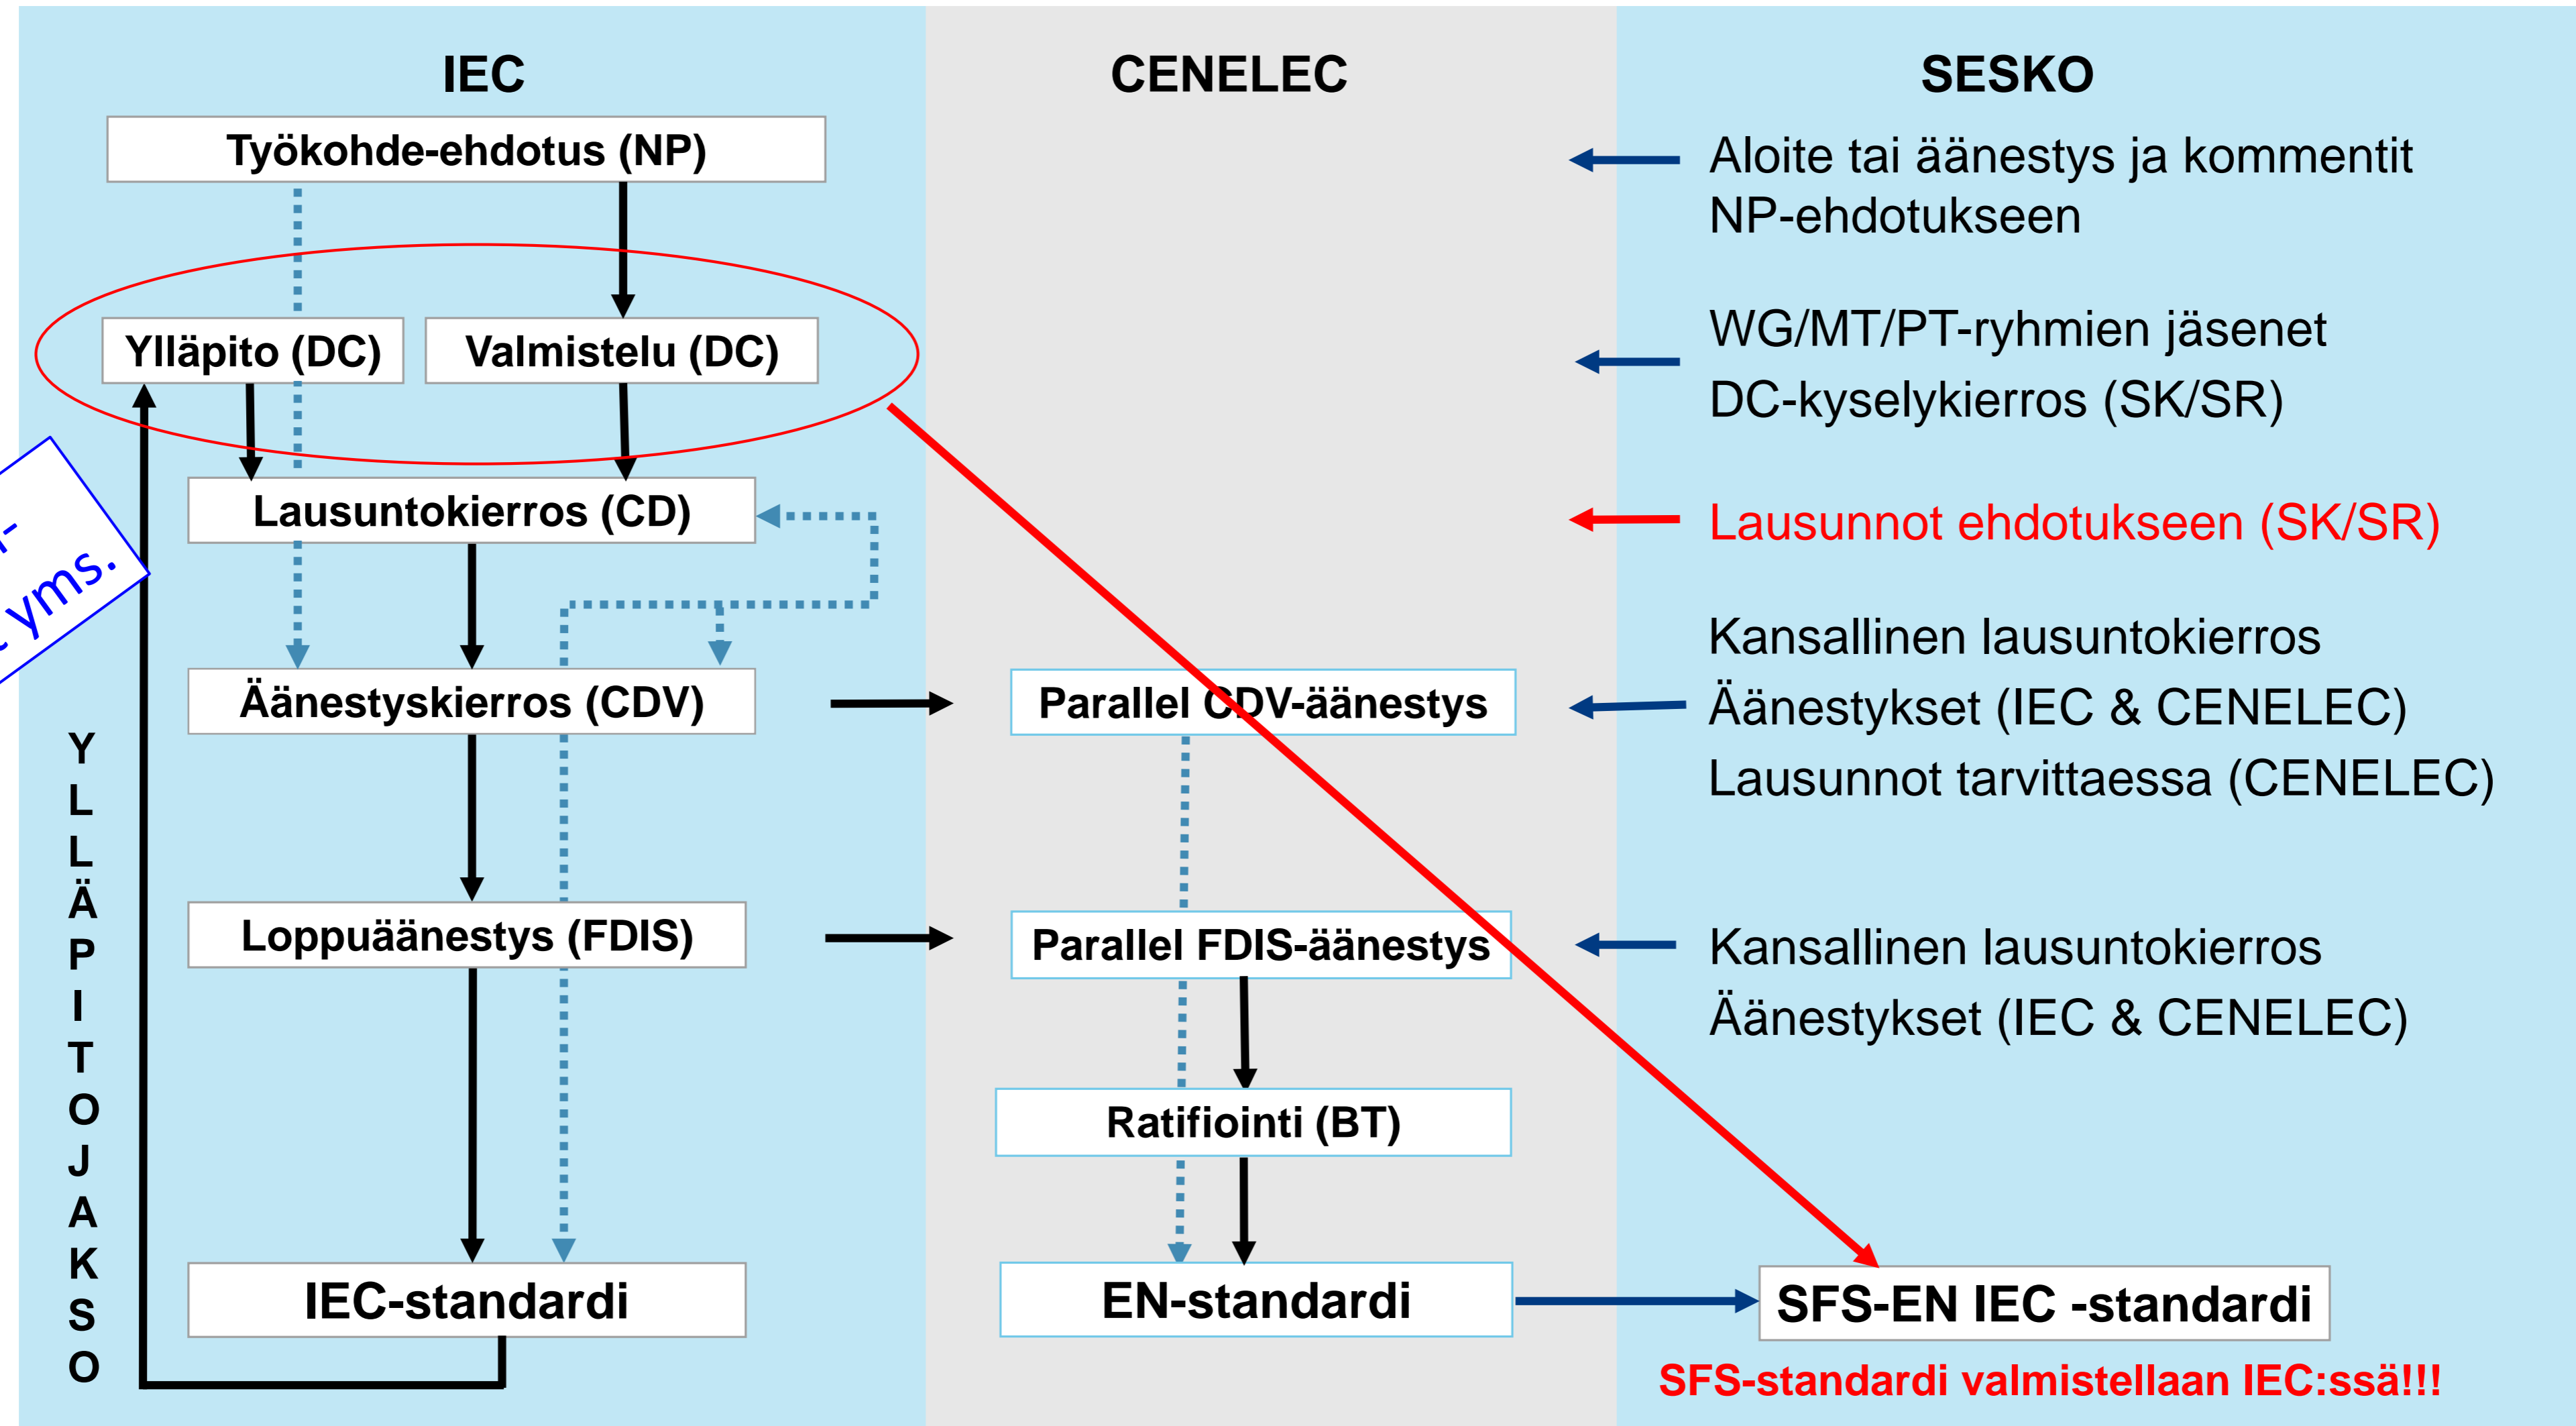 IEC
CENELEC
SESKO
Työkohde-ehdotus (NP)
Aloite tai äänestys ja kommentit
NP-ehdotukseen
Ylläpito (DC)
Valmistelu (DC)
WG/MT/PT-ryhmien jäsenet
DC-kyselykierros (SK/SR)
Lausuntokierros (CD)
Lausunnot ehdotukseen (SK/SR)
yms.
Äänestyskierros (CDV)
Parallel CDV-äänestys
Kansallinen lausuntokierros
Äänestykset (IEC & CENELEC)
Lausunnot tarvittaessa (CENELEC)
YLLÄPITOJAKSO
Loppuäänestys (FDIS)
Parallel FDIS-äänestys
Kansallinen lausuntokierros
Äänestykset (IEC & CENELEC)
Ratifiointi (BT)
IEC-standardi
EN-standardi
SFS-EN IEC -standardi
SFS-standardi valmistellaan IEC:ssä!!!